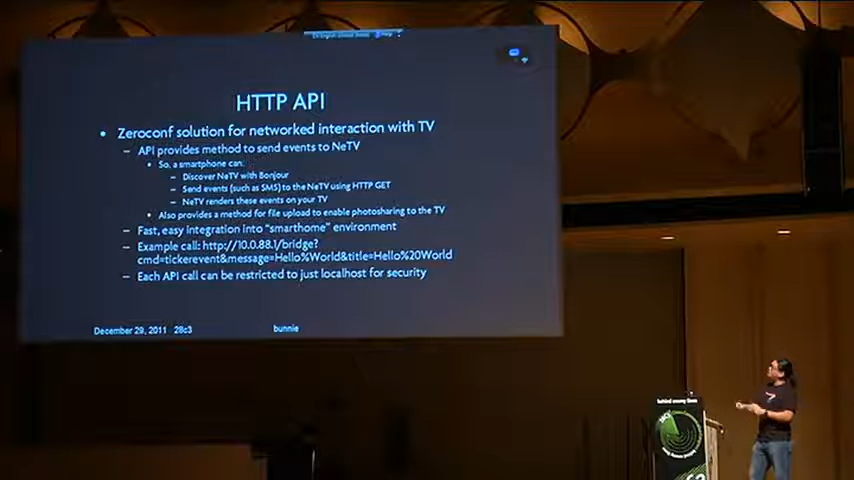 Help
HTTP API
• Zeroconf solution for networked interaction with TV
– API provides method to send events to NeTV
• So, a smartphone can:
– Discover NeTV with Bonjour
– Send events (such as SMS) to the NeTV using HTTP GET
– NeTV renders these events on your TV
• Also provides a method for file upload to enable photosharing to the TV
– Fast, easy integration into "smarthome" environment
– Example call: http://10.0.88.1/bridge?
cmd=tickerevent&message=Hello%World&title=Hello%20World
– Each API call can be restricted to just localhost for security
December 29, 2011 28c3
bunnie
behind enemy lines